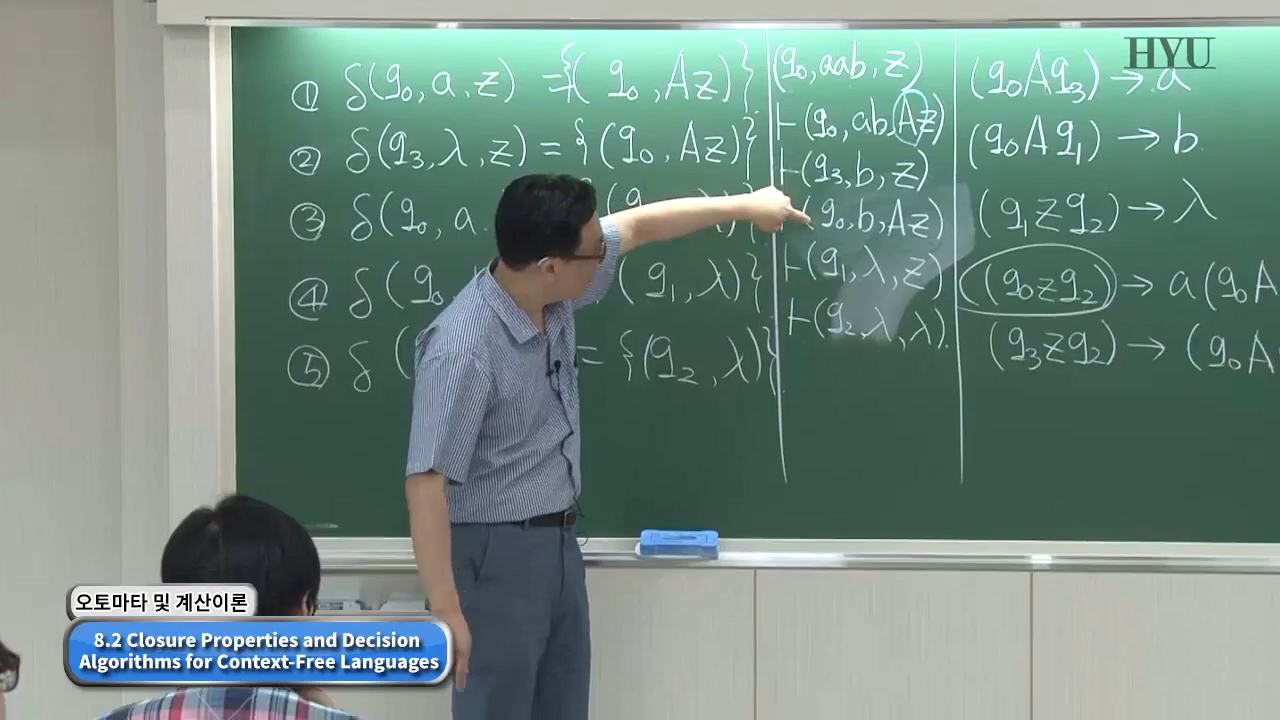 HYU
① δ(q₀, a, z) = {(q₀, Az)}
② δ(q₃, λ, z) = {(q₀, Az)}
③ δ(q₀, a λ)}
④ δ(q₀ (q₁, λ)}
⑤ δ( = {(q₂, λ)}
(q₀, aab, z)
⊢(q₀, ab, Az)
⊢(q₃, b, z)
(q₀, b, Az)
⊢(q₁, λ, z)
⊢(q₂, λ, λ).
(q₀Aq₃) → a
(q₀Aq₁) → b
(q₁zq₂) → λ
(q₀zq₂) → a(q₀A
(q₃zq₂) → (q₀A
오토마타 및 계산이론
8.2 Closure Properties and Decision
Algorithms for Context-Free Languages